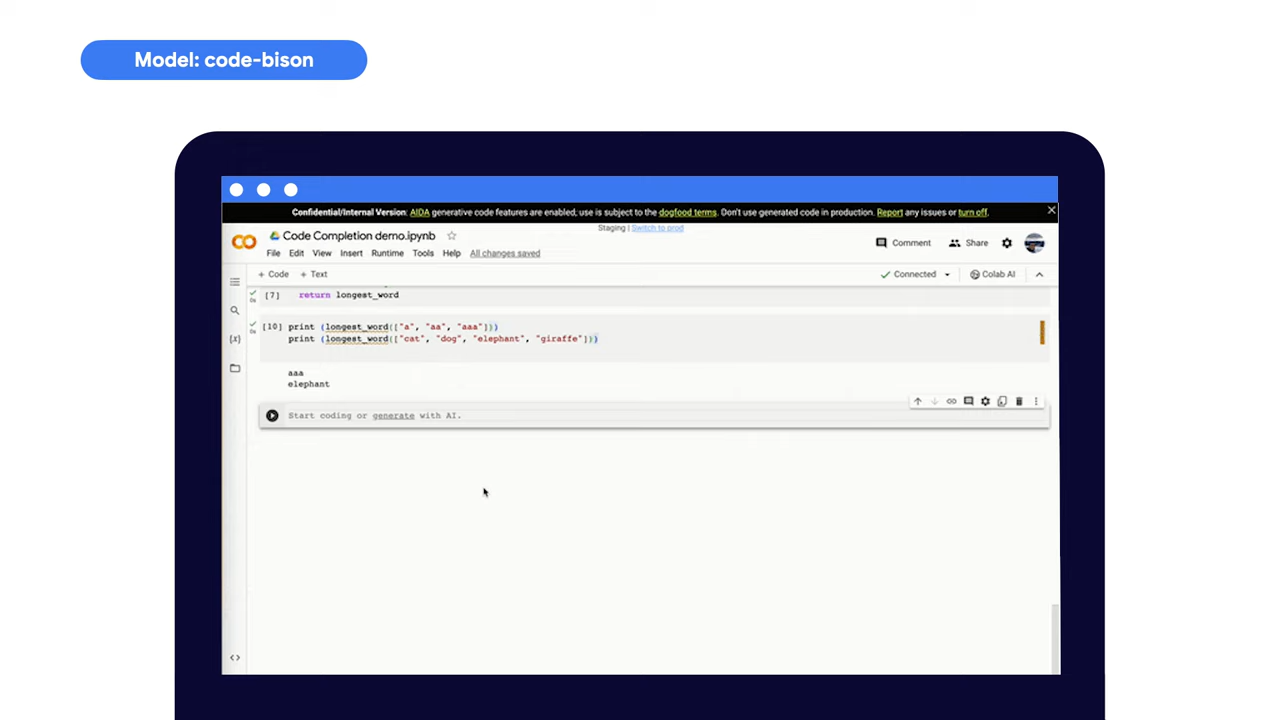 Model: code-bison
Confidential/Internal Version: AIDA generative code features are enabled, use is subject to the dogfood terms. Don't use generated code in production. Report any issues or turn off.
Staging | Switch to prod
Code Completion demo.ipynb
Comment
Share
File Edit View Insert Runtime Tools Help All changes saved
+ Code + Text
Connected
Colab AI
[7] return longest_word
0s
[10] print (longest_word(["a", "aa", "aaa"]))
0s
print (longest_word(["cat", "dog", "elephant", "giraffe"]))
aaa
elephant
Start coding or generate with AI.